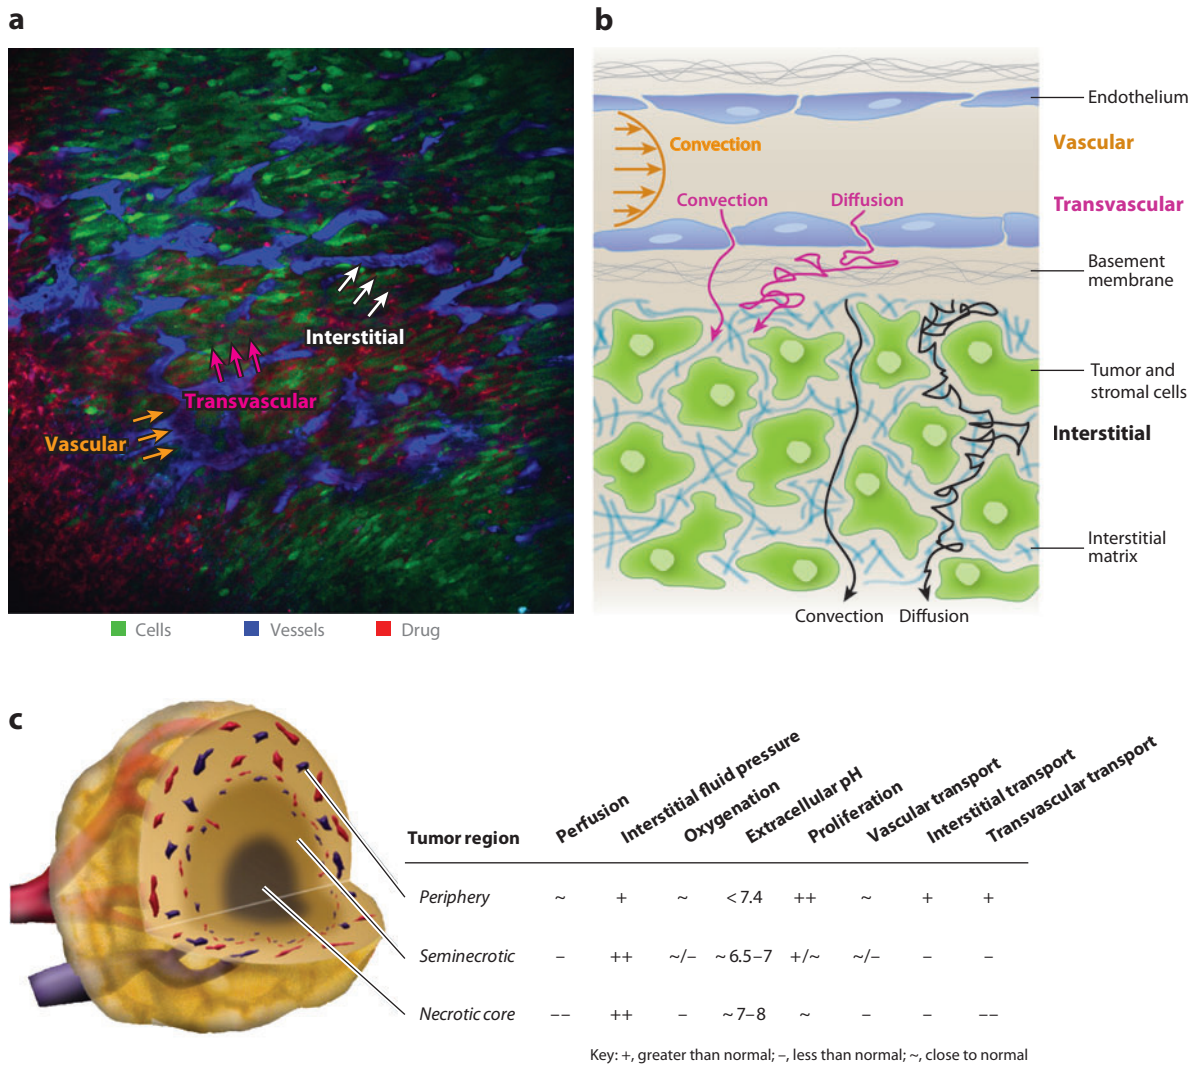 a
Interstitial
Transvascular
Vascular
Cells Vessels Drug
b
Endothelium
Vascular
Convection
Convection Diffusion
Transvascular
Basement
membrane
Tumor and
stromal cells
Interstitial
Interstitial
matrix
Convection Diffusion
c
Tumor region Perfusion Interstitial fluid pressure Oxygenation Extracellular pH Proliferation Vascular transport Interstitial transport Transvascular transport
Periphery ~ + ~ < 7.4 ++ ~ + +
Seminecrotic – ++ ~/– ~ 6.5–7 +/~ ~/– – –
Necrotic core –– ++ – ~ 7–8 ~ – – ––
Key: +, greater than normal; –, less than normal; ~, close to normal